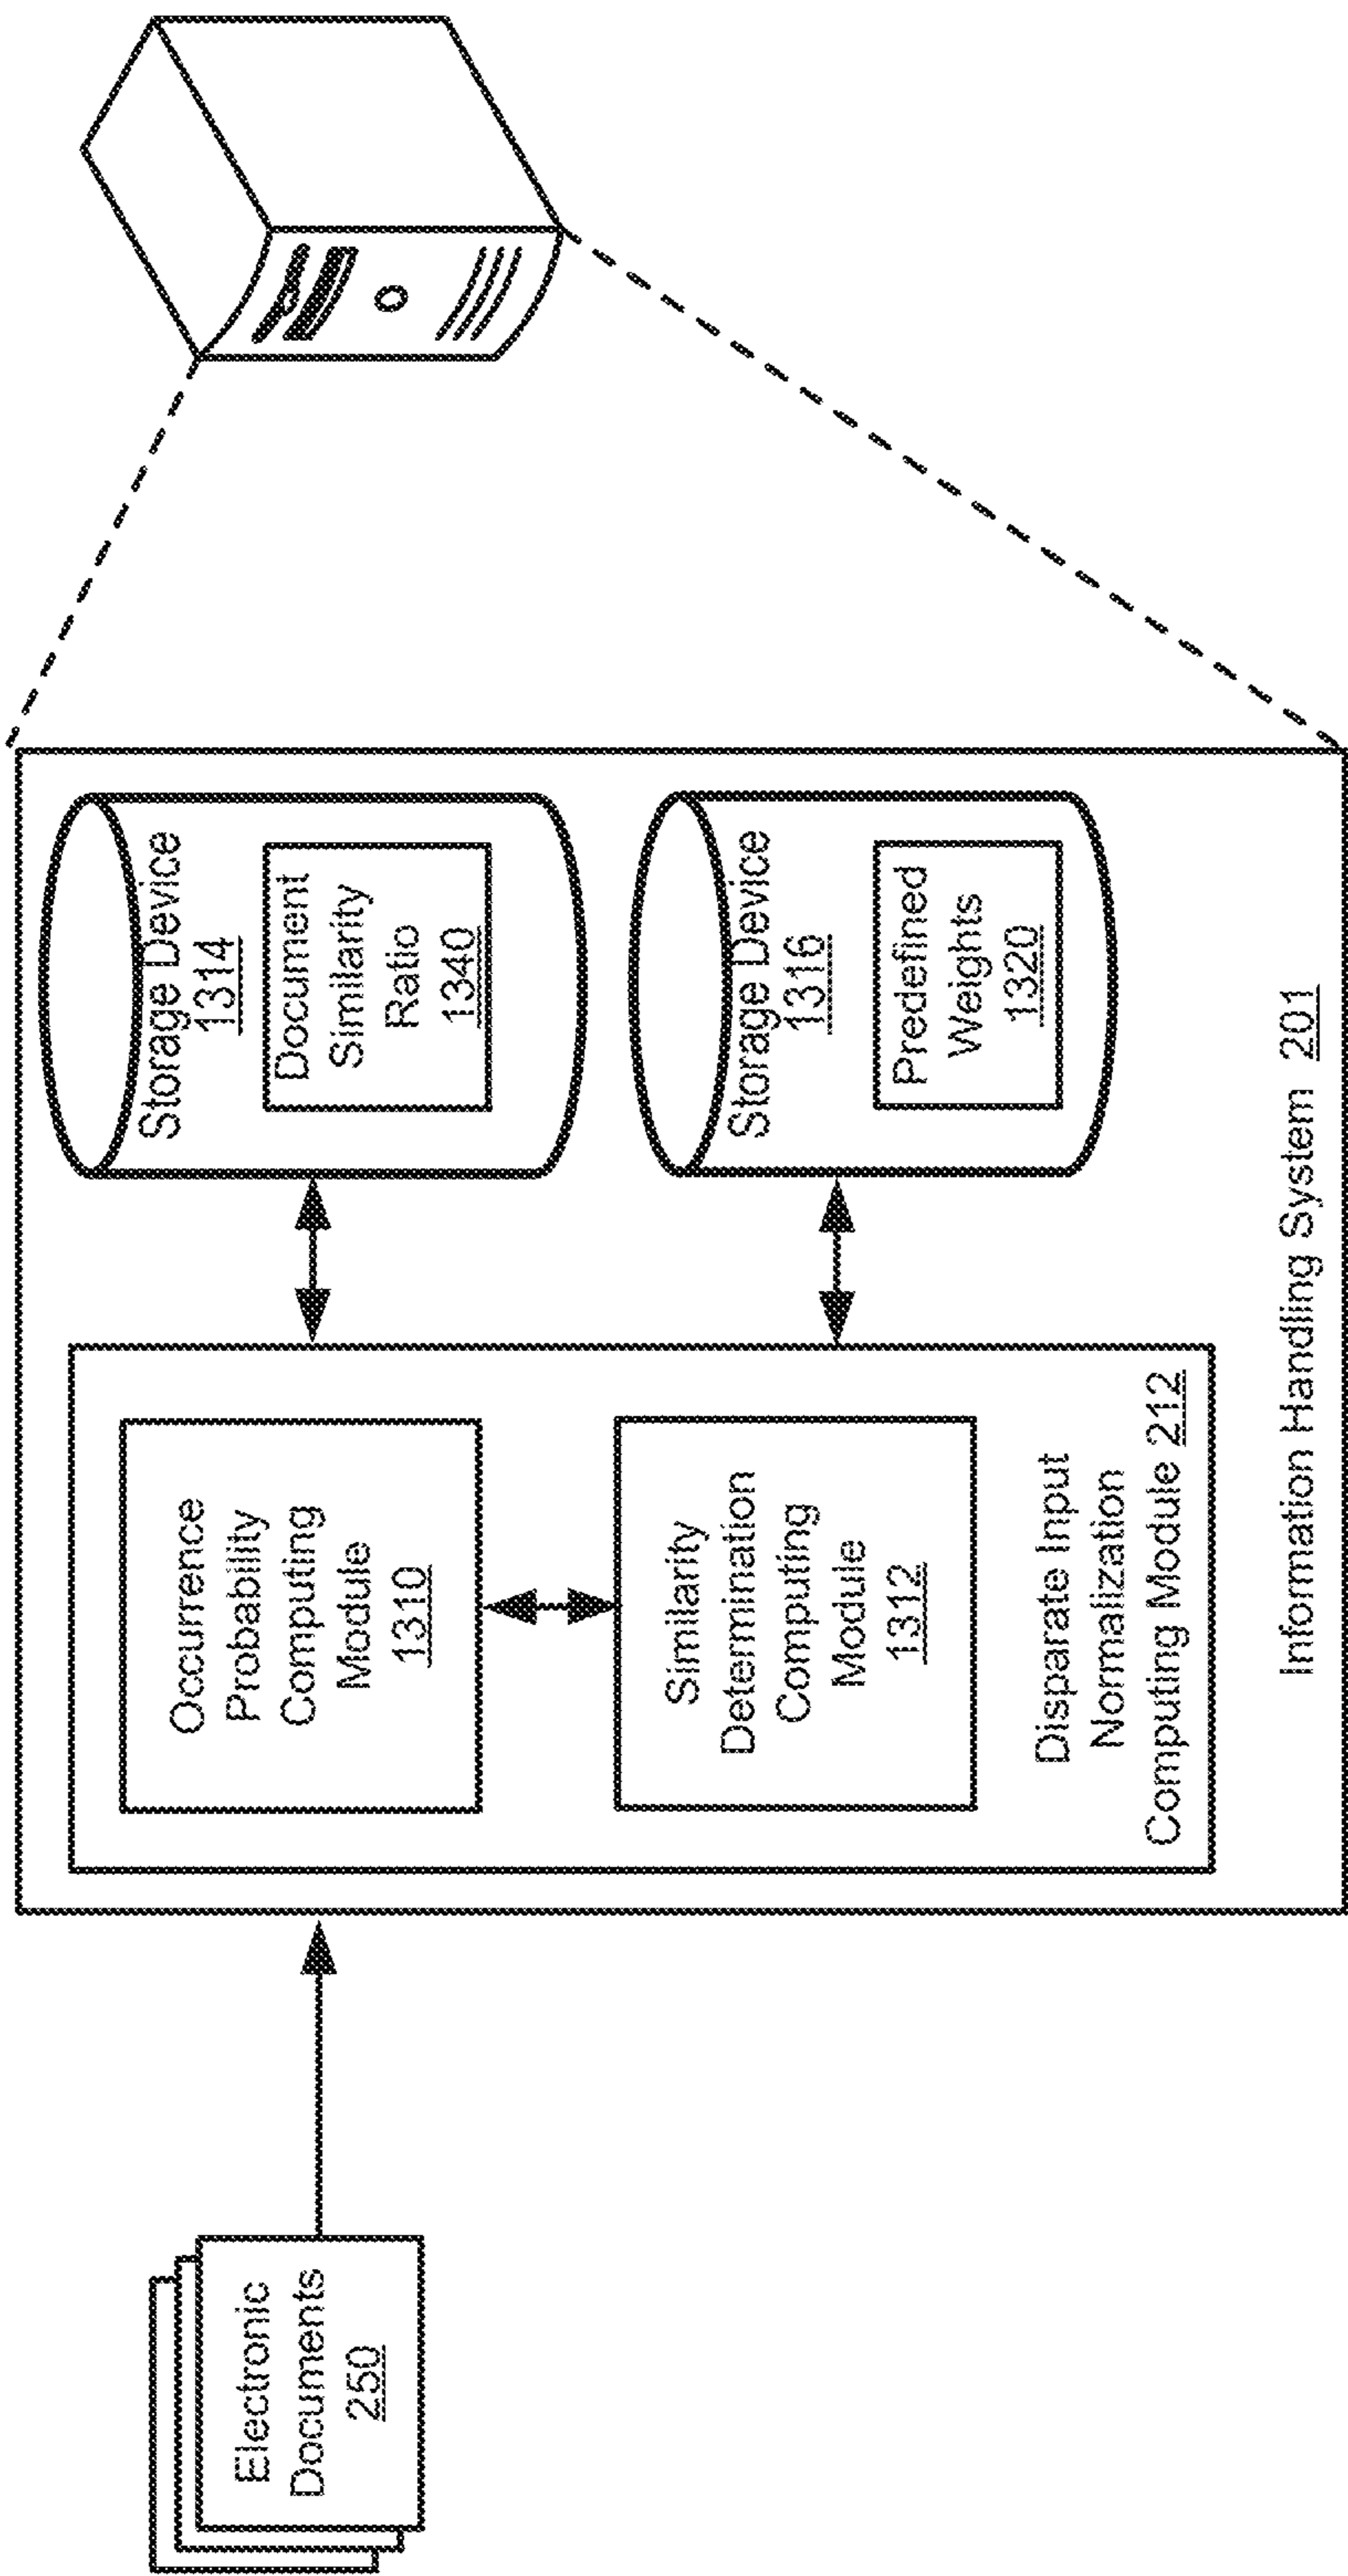 Electronic
Documents
250
Occurrence
Probability
Computing
Module
1310
Similarity
Determination
Computing
Module
1312
Disparate Input
Normalization
Computing Module 212
Storage Device
1314
Document
Similarity
Ratio
1340
Storage Device
1316
Predefined
Weights
1320
Information Handling System 201